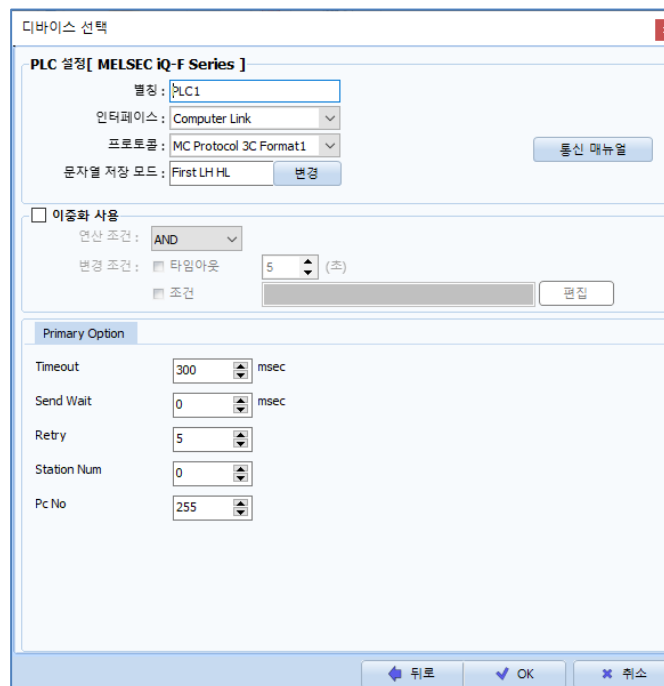 디바이스 선택
PLC 설정[ MELSEC iQ-F Series ]
별칭 : PLC1
인터페이스 : Computer Link
프로토콜 : MC Protocol 3C Format1
통신 매뉴얼
문자열 저장 모드 : First LH HL 변경
이중화 사용
연산 조건 : AND
변경 조건 : 타임아웃 5 (초)
조건 편집
Primary Option
Timeout 300 msec
Send Wait 0 msec
Retry 5
Station Num 0
Pc No 255
뒤로 OK 취소